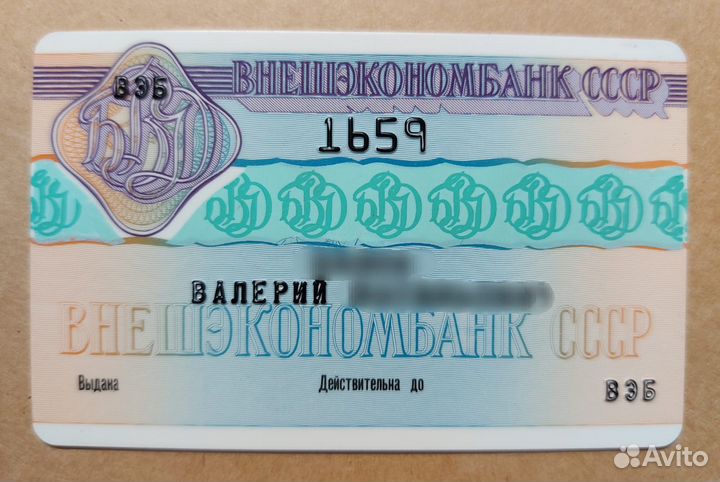 ВЭБ ВНЕШЭКОНОМБАНК СССР
1659
ВАЛЕРИЙ
ВНЕШЭКОНОМБАНК СССР
Выдана Действительна до ВЭБ
Avito